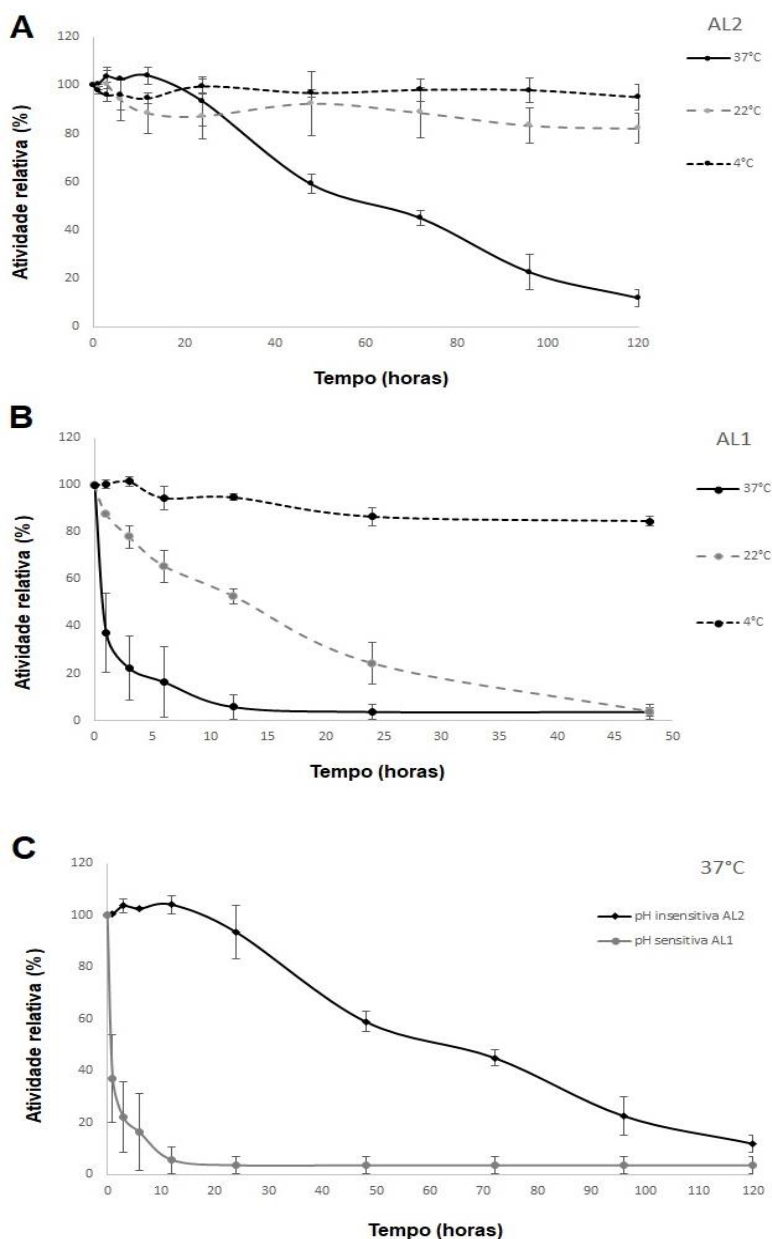 A
AL2
Atividade relativa (%)
120
100
80
60
40
20
0
0 20 40 60 80 100 120
Tempo (horas)
37°C
22°C
4°C
B
AL1
Atividade relativa (%)
120
100
80
60
40
20
0
0 5 10 15 20 25 30 35 40 45 50
Tempo (horas)
37°C
22°C
4°C
C
37°C
Atividade relativa (%)
120
100
80
60
40
20
0
0 10 20 30 40 50 60 70 80 90 100 110 120
Tempo (horas)
pH insensitiva AL2
pH sensitiva AL1